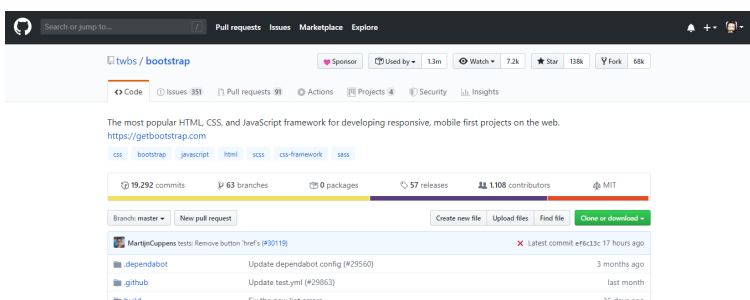 Search or jump to... / Pull requests Issues Marketplace Explore
twbs / bootstrap Sponsor Used by 1.3m Watch 7.2k Star 138k Fork 68k
Code Issues 351 Pull requests 91 Actions Projects 4 Security Insights
The most popular HTML, CSS, and JavaScript framework for developing responsive, mobile first projects on the web.
https://getbootstrap.com
css bootstrap javascript html scss css-framework sass
19,292 commits 63 branches 0 packages 57 releases 1,108 contributors MIT
Branch: master New pull request Create new file Upload files Find file Clone or download
MartijnCuppens tests: Remove button `href`s (#30119) Latest commit ef6c13c 17 hours ago
.dependabot Update dependabot config (#29560) 3 months ago
.github Update test.yml (#29863) last month